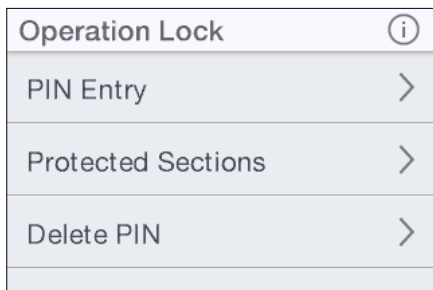 Operation Lock
PIN Entry
Protected Sections
Delete PIN